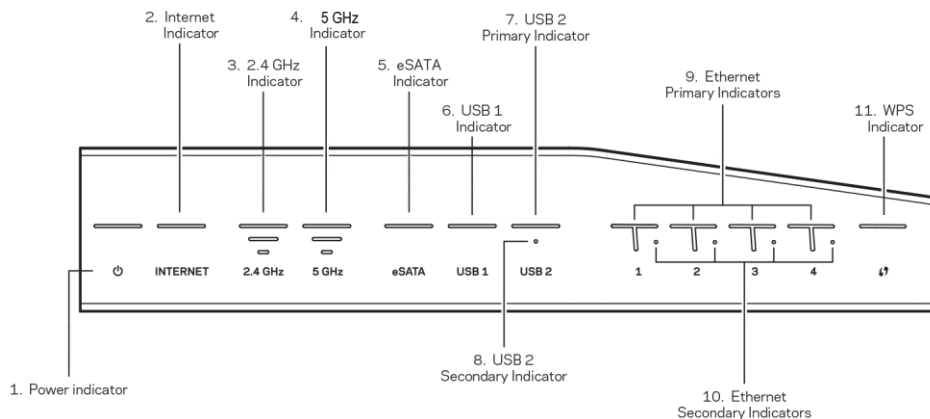 2. Internet
Indicator
4. 5 GHz
Indicator
7. USB 2
Primary Indicator
3. 2.4 GHz
Indicator
5. eSATA
Indicator
9. Ethernet
Primary Indicators
6. USB 1
Indicator
11. WPS
Indicator
INTERNET
2.4 GHz
5 GHz
eSATA
USB 1
USB 2
1
2
3
4
8. USB 2
Secondary Indicator
1. Power indicator
10. Ethernet
Secondary Indicators